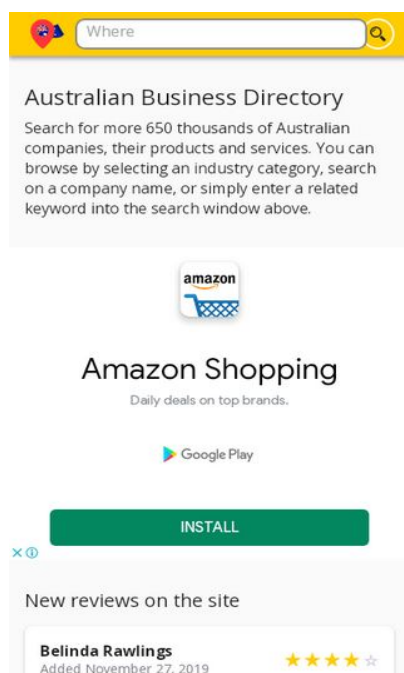 Where
Australian Business Directory
Search for more 650 thousands of Australian
companies, their products and services. You can
browse by selecting an industry category, search
on a company name, or simply enter a related
keyword into the search window above.
amazon
Amazon Shopping
Daily deals on top brands.
Google Play
INSTALL
New reviews on the site
Belinda Rawlings
Added November 27, 2019